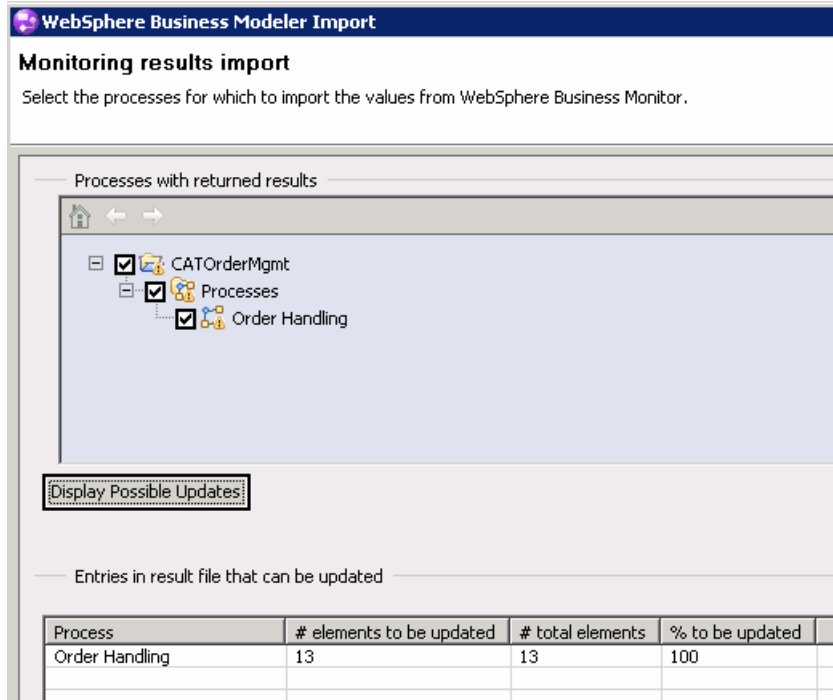 WebSphere Business Modeler Import
Monitoring results import
Select the processes for which to import the values from WebSphere Business Monitor.
Processes with returned results
CATOrderMgmt
Processes
Order Handling
Display Possible Updates
Entries in result file that can be updated
Process # elements to be updated # total elements % to be updated
Order Handling 13 13 100